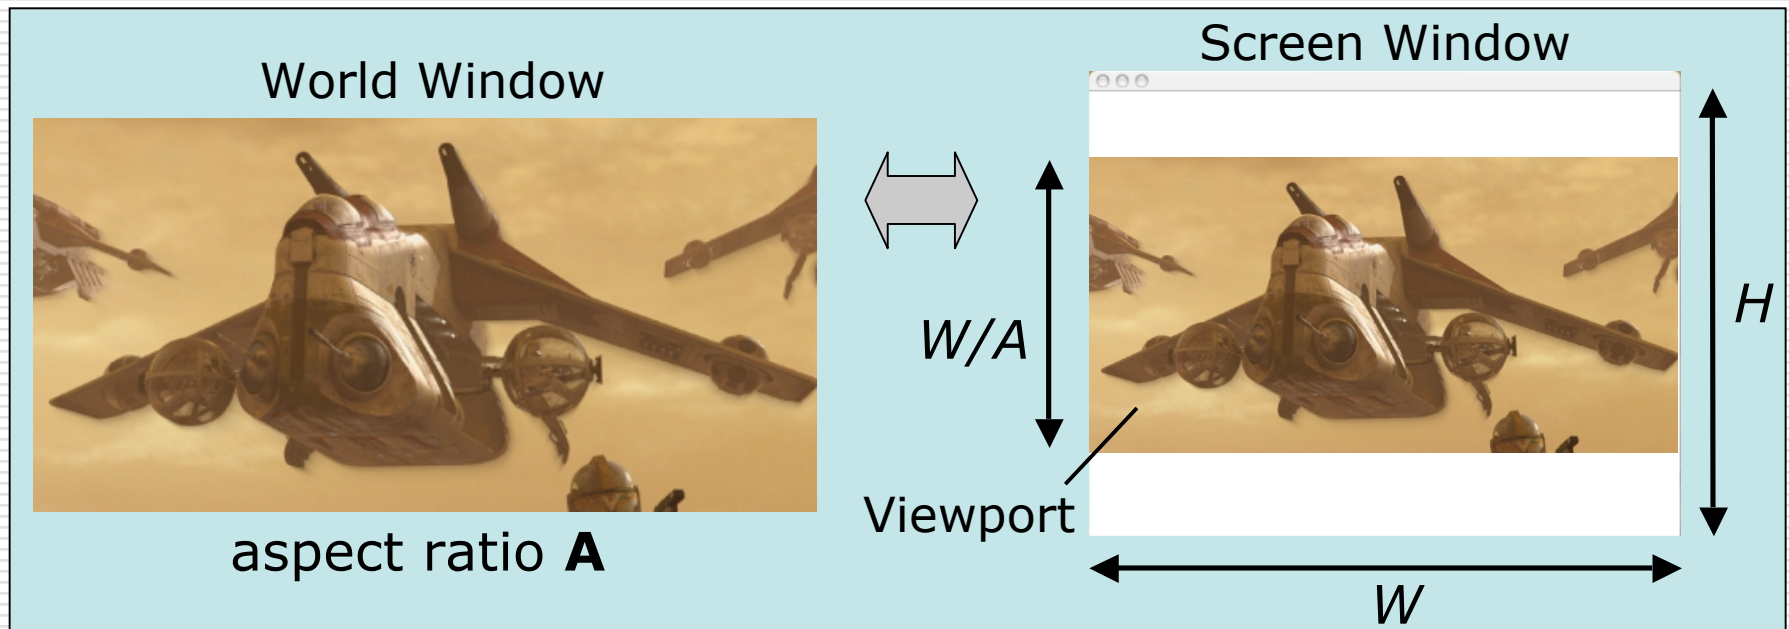 World Window
Screen Window
W/A
H
Viewport
aspect ratio A
W